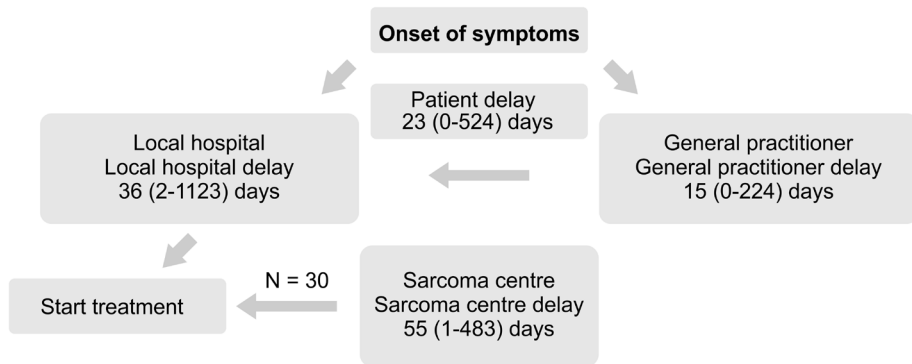 Onset of symptoms
Patient delay
23 (0-524) days
Local hospital
Local hospital delay
36 (2-1123) days
General practitioner
General practitioner delay
15 (0-224) days
Start treatment
N = 30
Sarcoma centre
Sarcoma centre delay
55 (1-483) days